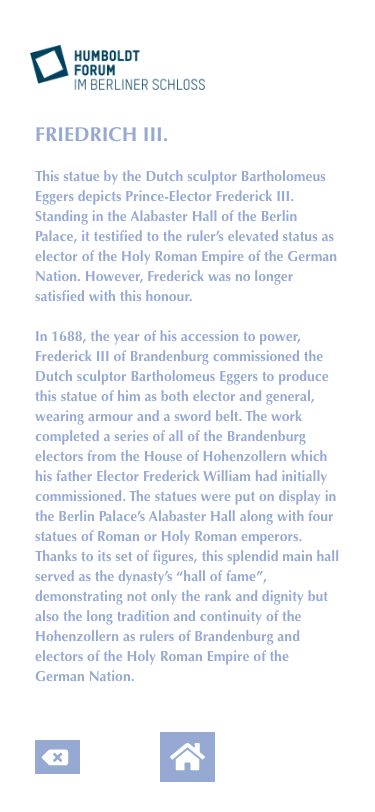 HUMBOLDT
FORUM
IM BERLINER SCHLOSS
FRIEDRICH III.
This statue by the Dutch sculptor Bartholomeus
Eggers depicts Prince-Elector Frederick III.
Standing in the Alabaster Hall of the Berlin
Palace, it testified to the ruler’s elevated status as
elector of the Holy Roman Empire of the German
Nation. However, Frederick was no longer
satisfied with this honour.
In 1688, the year of his accession to power,
Frederick III of Brandenburg commissioned the
Dutch sculptor Bartholomeus Eggers to produce
this statue of him as both elector and general,
wearing armour and a sword belt. The work
completed a series of all of the Brandenburg
electors from the House of Hohenzollern which
his father Elector Frederick William had initially
commissioned. The statues were put on display in
the Berlin Palace’s Alabaster Hall along with four
statues of Roman or Holy Roman emperors.
Thanks to its set of figures, this splendid main hall
served as the dynasty’s “hall of fame”,
demonstrating not only the rank and dignity but
also the long tradition and continuity of the
Hohenzollern as rulers of Brandenburg and
electors of the Holy Roman Empire of the
German Nation.